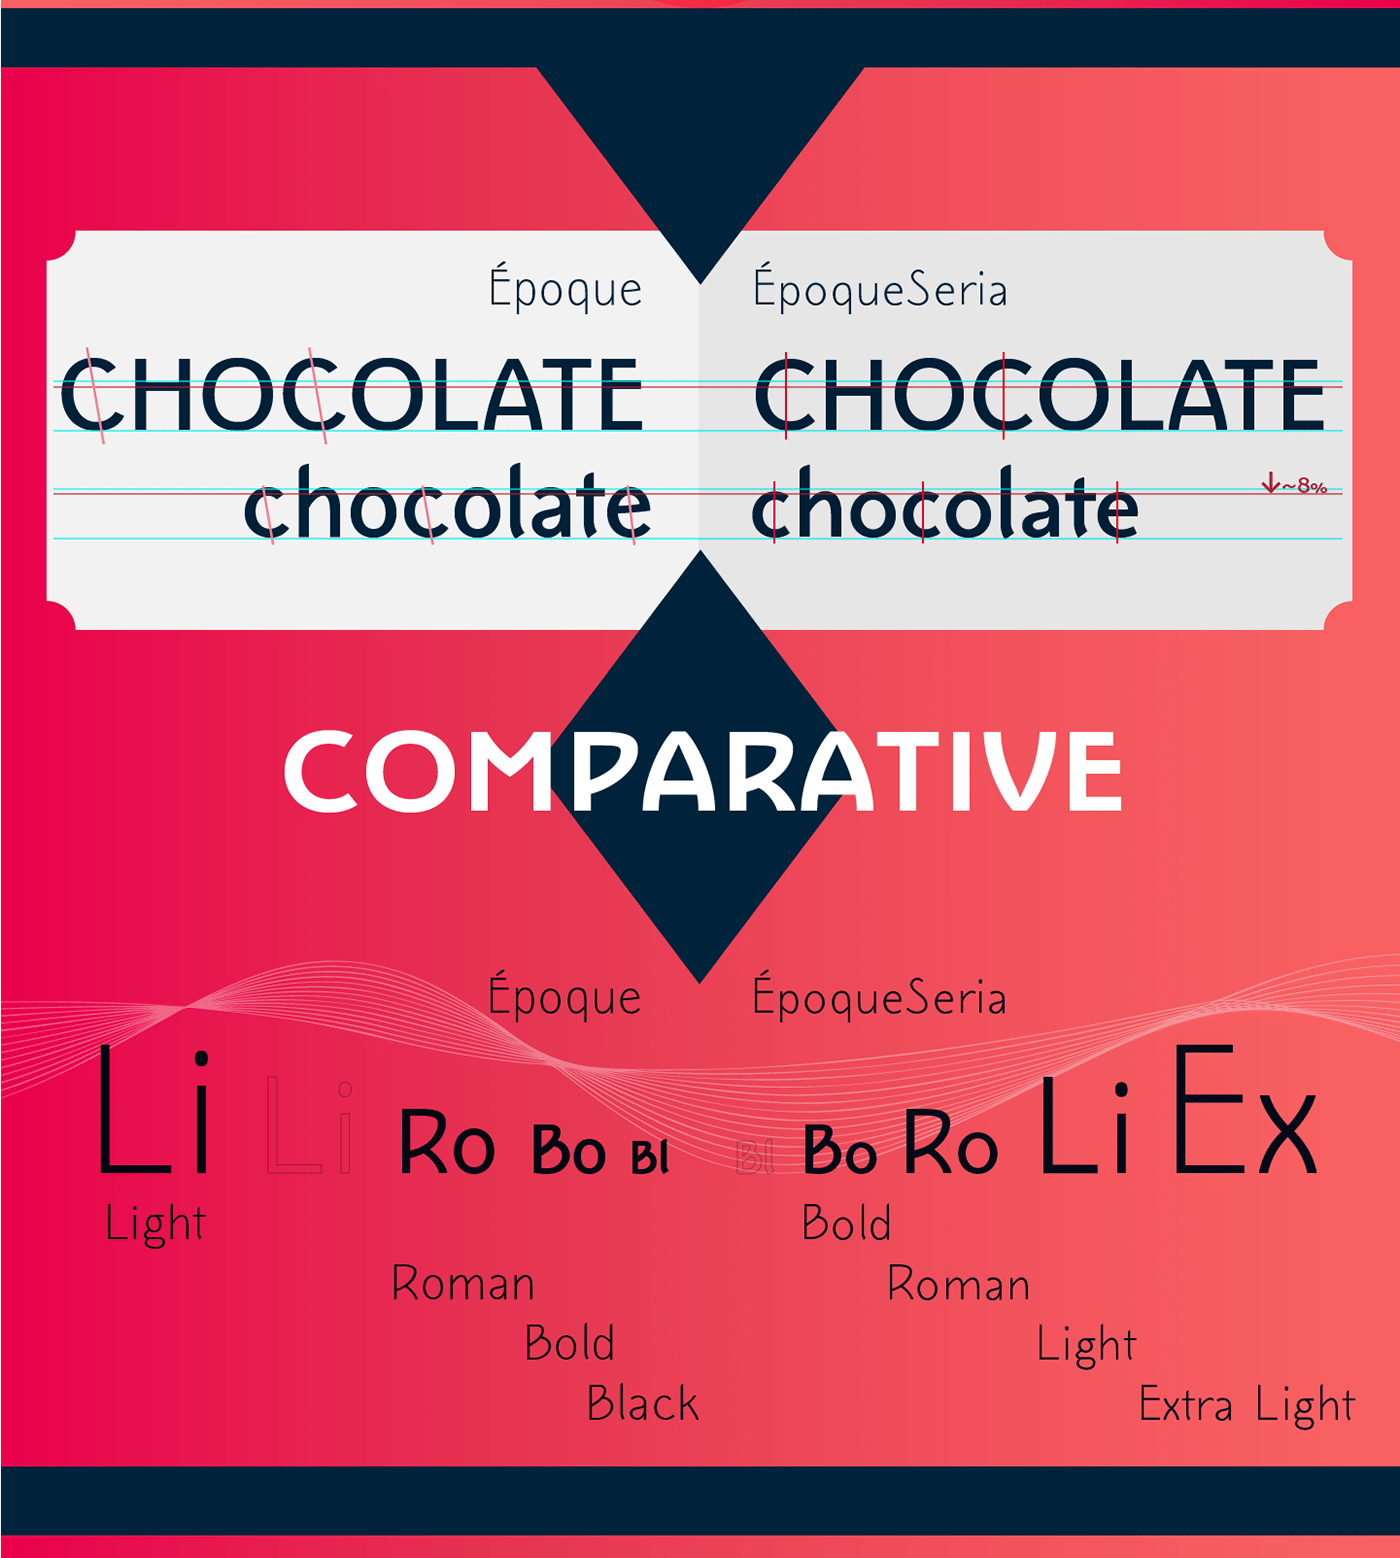 Époque ÉpoqueSeria
CHOCOLATE CHOCOLATE
chocolate chocolate
↓~8%
COMPARATIVE
Époque ÉpoqueSeria
Li Li Ro Bo Bl Bl Bo Ro Li Ex
Light Bold
Roman Roman
Bold Light
Black Extra Light